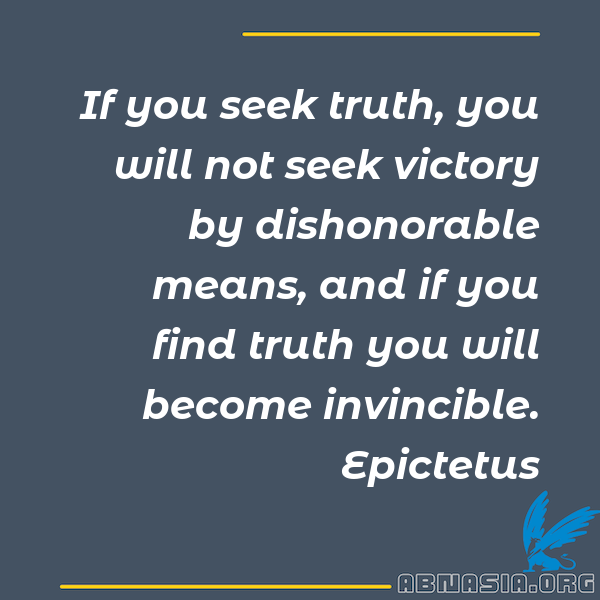 If you seek truth, you
will not seek victory
by dishonorable
means, and if you
find truth you will
become invincible.
Epictetus
ABNASIA.ORG